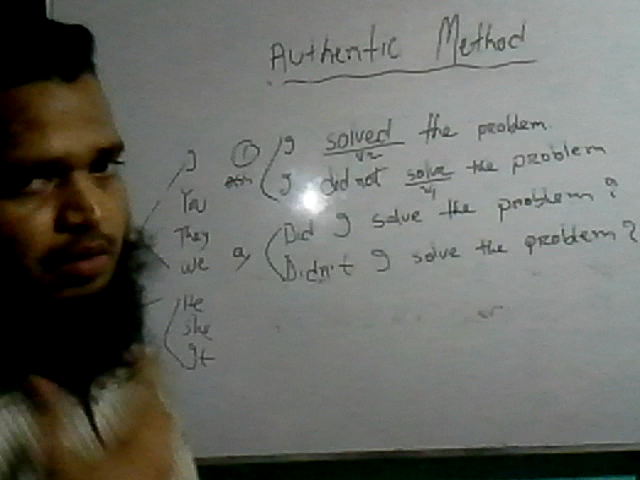 Authentic Method
① I solved the problem.
V2
I did not solve the problem
V1
Did I solve the problem?
Didn't I solve the problem?
I
You
They
we
He
she
It